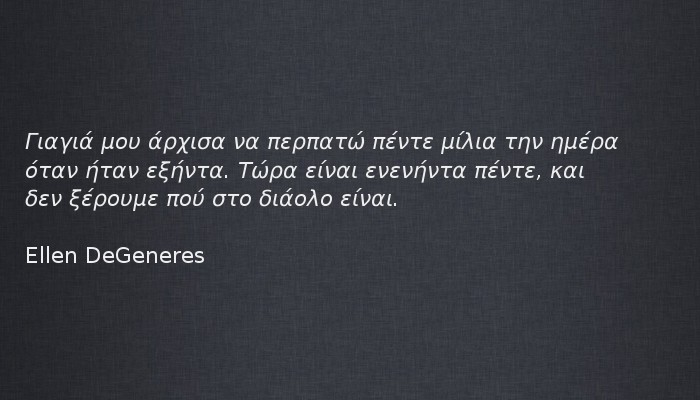 Γιαγιά μου άρχισα να περπατώ πέντε μίλια την ημέρα
όταν ήταν εξήντα. Τώρα είναι ενενήντα πέντε, και
δεν ξέρουμε πού στο διάολο είναι.
Ellen DeGeneres